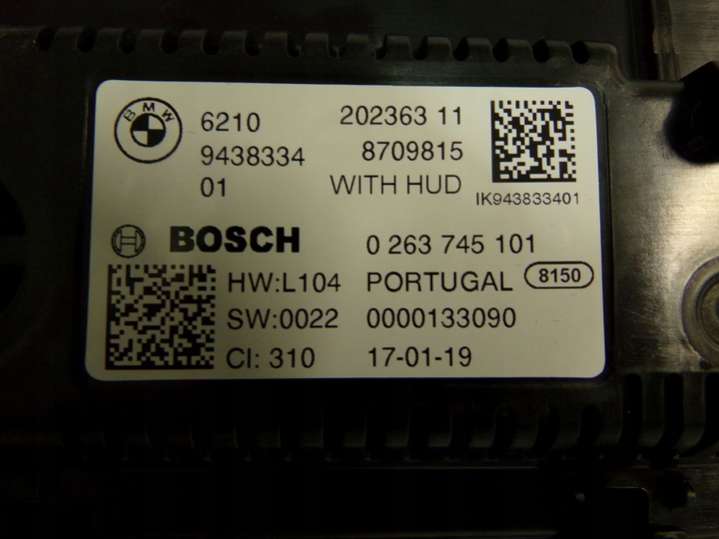 BMW
6210 202363 11
9438334 8709815
01 WITH HUD
IK943833401
BOSCH 0 263 745 101
HW:L104 PORTUGAL 8150
SW:0022 0000133090
CI: 310 17-01-19